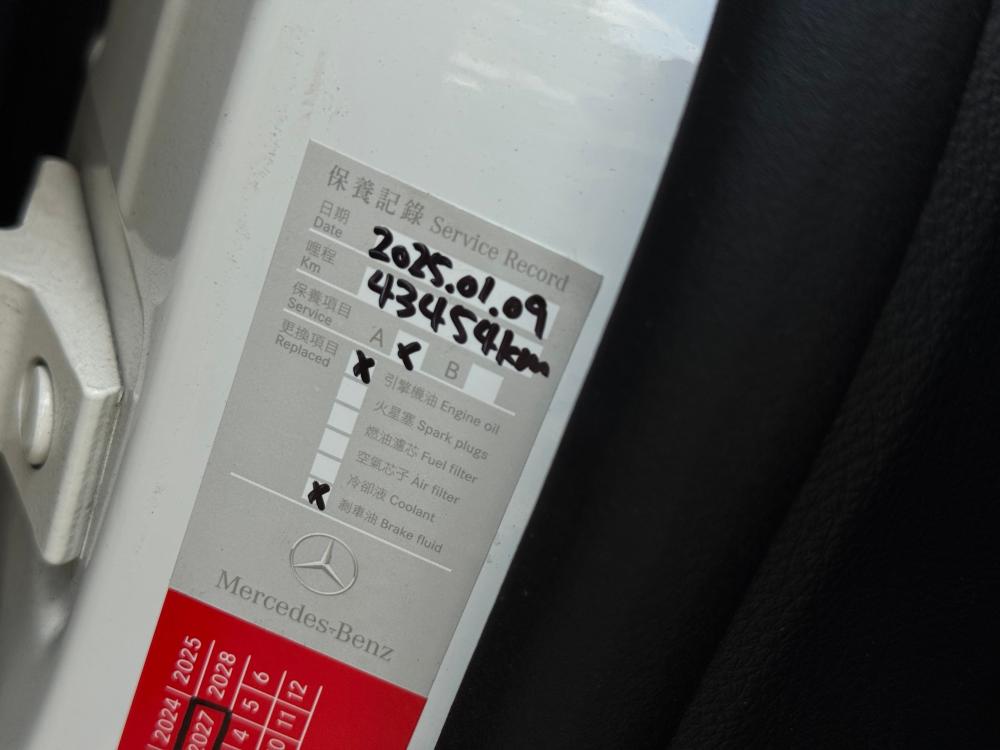 保養記錄 Service Record
日期
Date
2025.01.09
哩程
Km
43454km
保養項目
Service
A x B
更換項目
Replaced
x 引擎機油 Engine oil
火星塞 Spark plugs
燃油濾芯 Fuel filter
空氣芯子 Air filter
冷卻液 Coolant
x 剎車油 Brake fluid
Mercedes-Benz
2024 | 2025
2027 2028
4 5 6
11 12